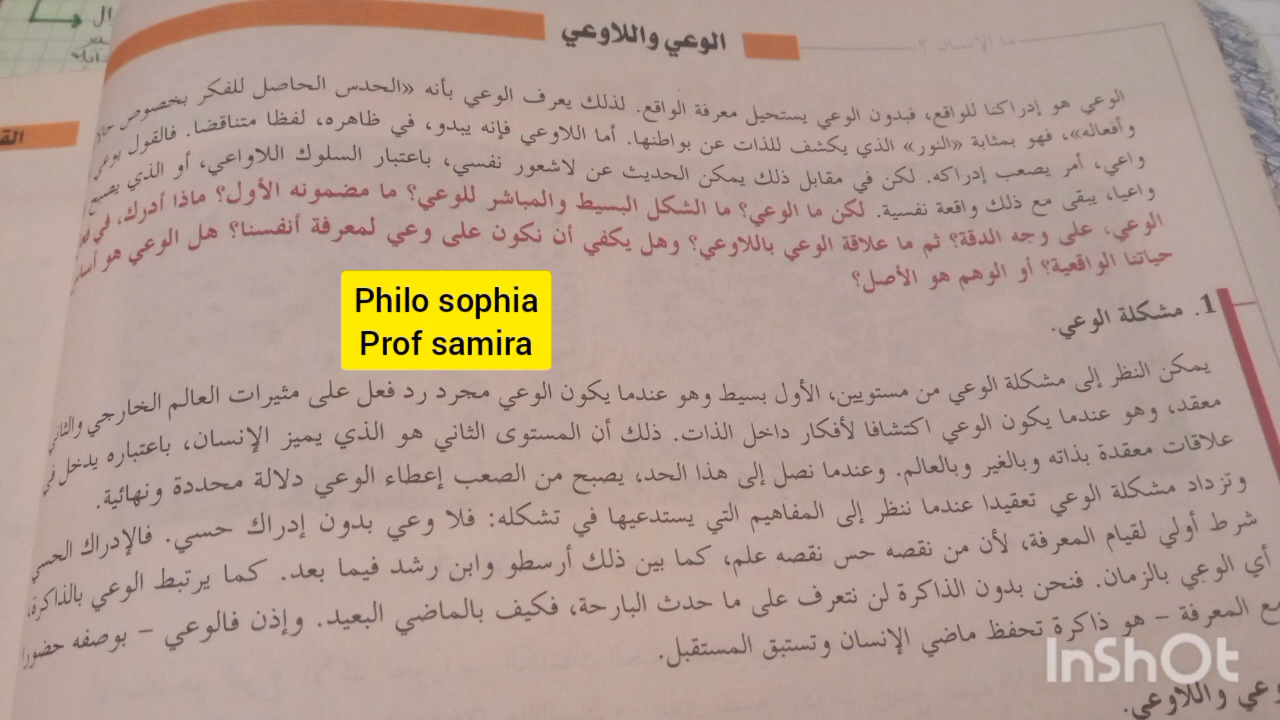 الوعي واللاوعي
ما الإنسان ؟
الوعي هو إدراكنا للواقع، فبدون الوعي يستحيل معرفة الواقع. لذلك يعرف الوعي بأنه «الحدس الحاصل للفكر بخصوص
وأفعاله»، فهو بمثابة «النور» الذي يكشف للذات عن بواطنها. أما اللاوعي فإنه يبدو، في ظاهره، لفظا متناقضا. فالقول بوعي
واعي، أمر يصعب إدراكه. لكن في مقابل ذلك يمكن الحديث عن لاشعور نفسي، باعتبار السلوك اللاواعي، أو الذي يصبح
واعيا، يبقى مع ذلك واقعة نفسية. لكن ما الوعي؟ ما الشكل البسيط والمباشر للوعي؟ ما مضمونه الأول؟ ماذا أدرك، في
الوعي، على وجه الدقة؟ ثم ما علاقة الوعي باللاوعي؟ وهل يكفي أن نكون على وعي لمعرفة أنفسنا؟ هل الوعي هو
حياتنا الواقعية؟ أو الوهم هو الأصل؟
Philo sophia
Prof samira
1. مشكلة الوعي.
يمكن النظر إلى مشكلة الوعي من مستويين، الأول بسيط وهو عندما يكون الوعي مجرد رد فعل على مثيرات العالم الخارجي والثاني
معقد، وهو عندما يكون الوعي اكتشافا لأفكار داخل الذات. ذلك أن المستوى الثاني هو الذي يميز الإنسان، باعتباره يدخل في
علاقات معقدة بذاته وبالغير وبالعالم. وعندما نصل إلى هذا الحد، يصبح من الصعب إعطاء الوعي دلالة محددة ونهائية.
وتزداد مشكلة الوعي تعقيدا عندما ننظر إلى المفاهيم التي يستدعيها في تشكله: فلا وعي بدون إدراك حسي. فالإدراك الحسي
شرط أولي لقيام المعرفة، لأن من نقصه حس نقصه علم، كما بين ذلك أرسطو وابن رشد فيما بعد. كما يرتبط الوعي بالذاكرة،
أي الوعي بالزمان. فنحن بدون الذاكرة لن نتعرف على ما حدث البارحة، فكيف بالماضي البعيد. وإذن فالوعي – بوصفه حضورا
المعرفة – هو ذاكرة تحفظ ماضي الإنسان وتستبق المستقبل.
InShOt
واللاوعي.